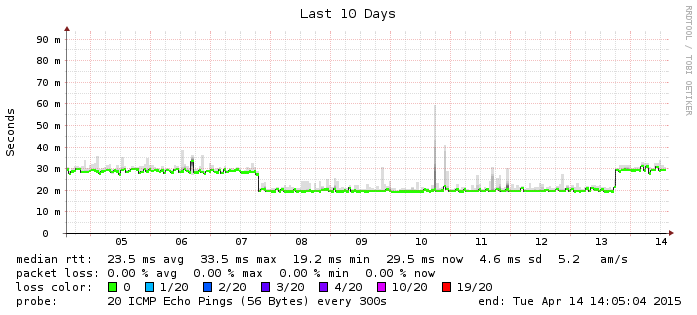 Last 10 Days
RRDTOOL / TOBI OETIKER
Seconds
90 m
80 m
70 m
60 m
50 m
40 m
30 m
20 m
10 m
0
05 06 07 08 09 10 11 12 13 14
median rtt: 23.5 ms avg 33.5 ms max 19.2 ms min 29.5 ms now 4.6 ms sd 5.2 am/s
packet loss: 0.00 % avg 0.00 % max 0.00 % min 0.00 % now
loss color: 0 1/20 2/20 3/20 4/20 10/20 19/20
probe: 20 ICMP Echo Pings (56 Bytes) every 300s end: Tue Apr 14 14:05:04 2015